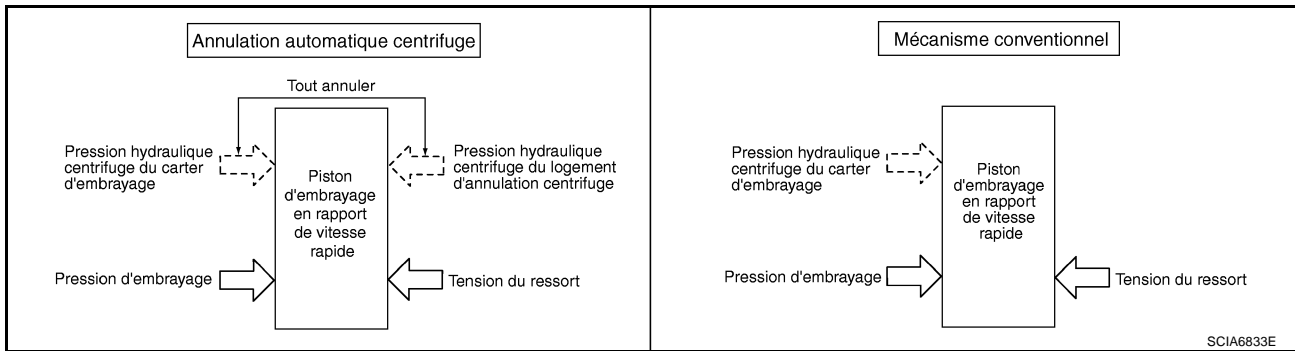 Annulation automatique centrifuge
Tout annuler
Pression hydraulique
centrifuge du carter
d'embrayage
Piston
d'embrayage
en rapport
de vitesse
rapide
Pression hydraulique
centrifuge du logement
d'annulation centrifuge
Pression d'embrayage
Tension du ressort
Mécanisme conventionnel
Pression hydraulique
centrifuge du carter
d'embrayage
Piston
d'embrayage
en rapport
de vitesse
rapide
Pression d'embrayage
Tension du ressort
SCIA6833E